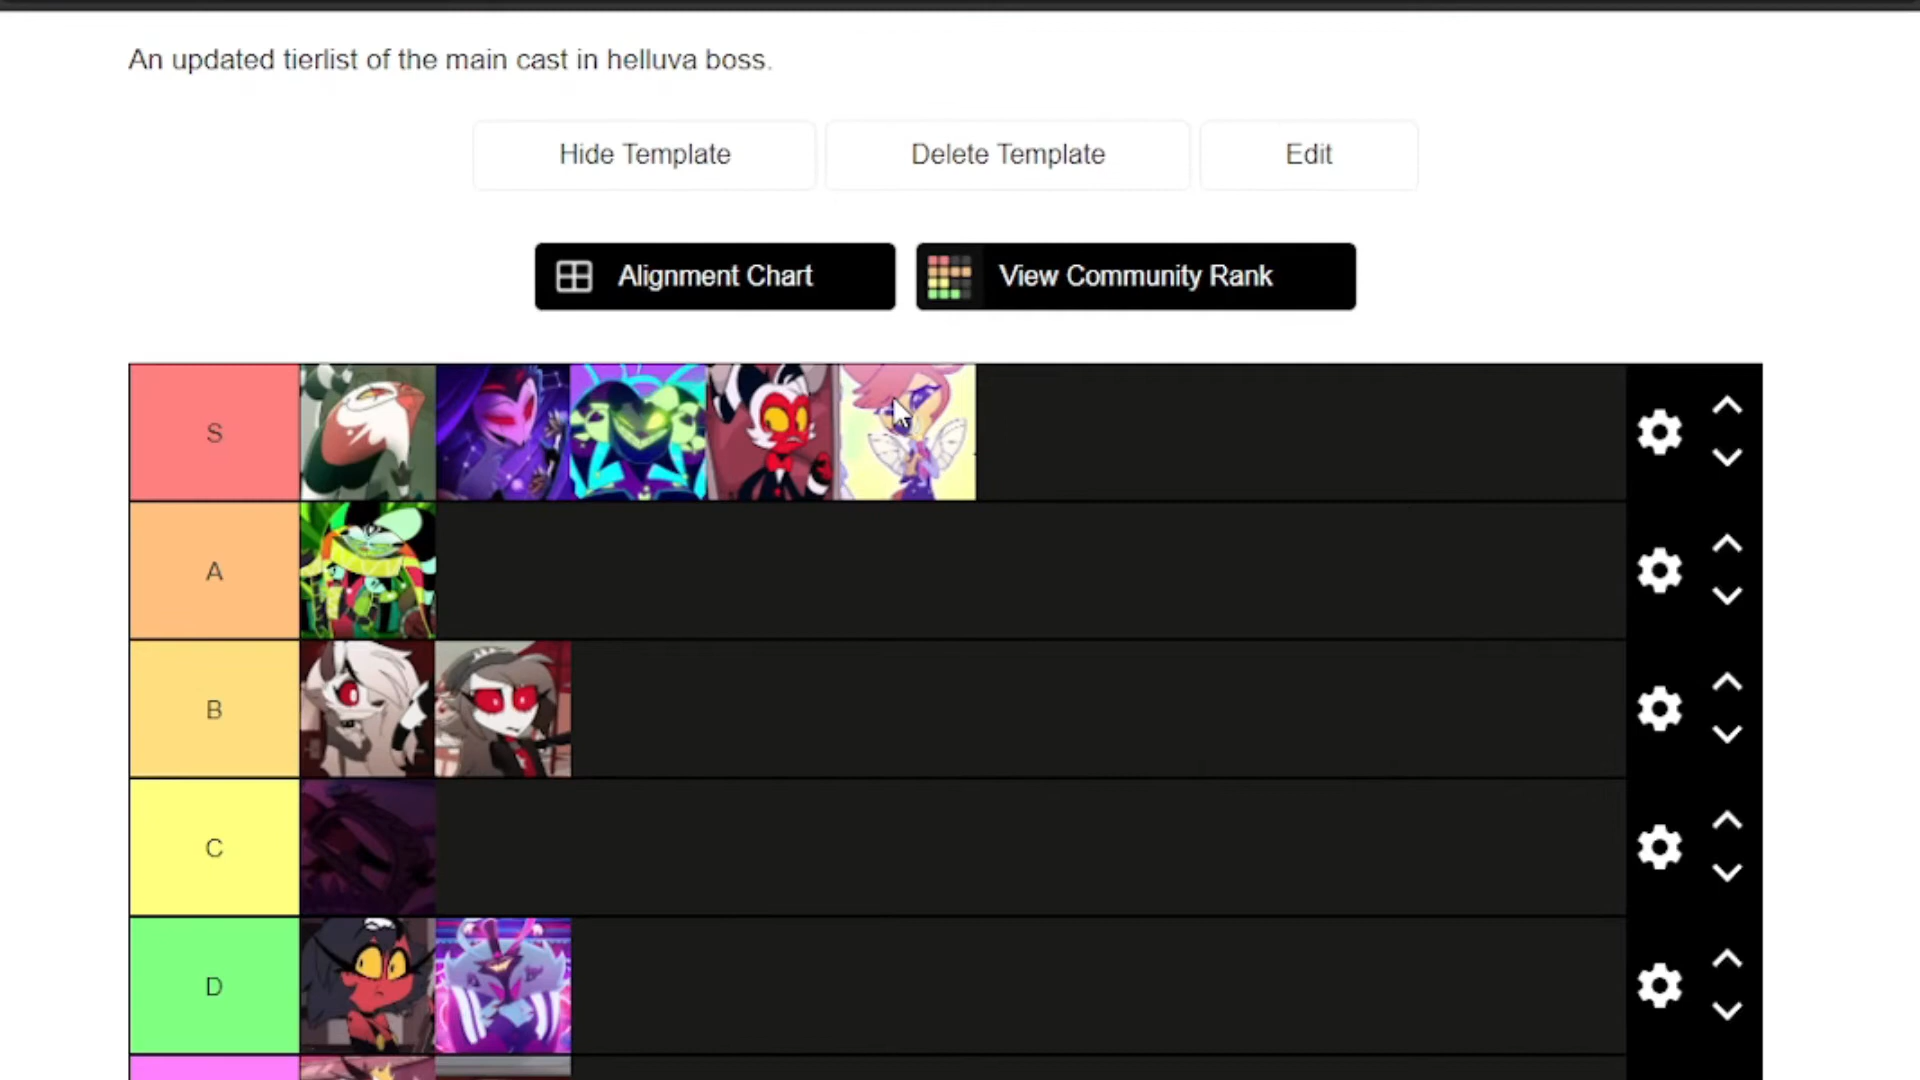 An updated tierlist of the main cast in helluva boss.
Hide Template
Delete Template
Edit
Alignment Chart
View Community Rank
S
A
B
C
D